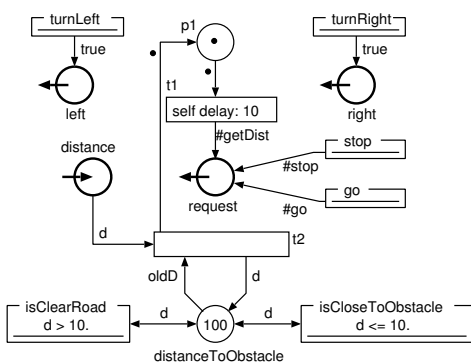 turnLeft
p1
turnRight
true
true
t1
left
self delay: 10
right
#getDist
distance
stop
#stop
request
go
#go
d
t2
oldD
d
isClearRoad
d > 10.
d
100
d
isCloseToObstacle
d <= 10.
distanceToObstacle